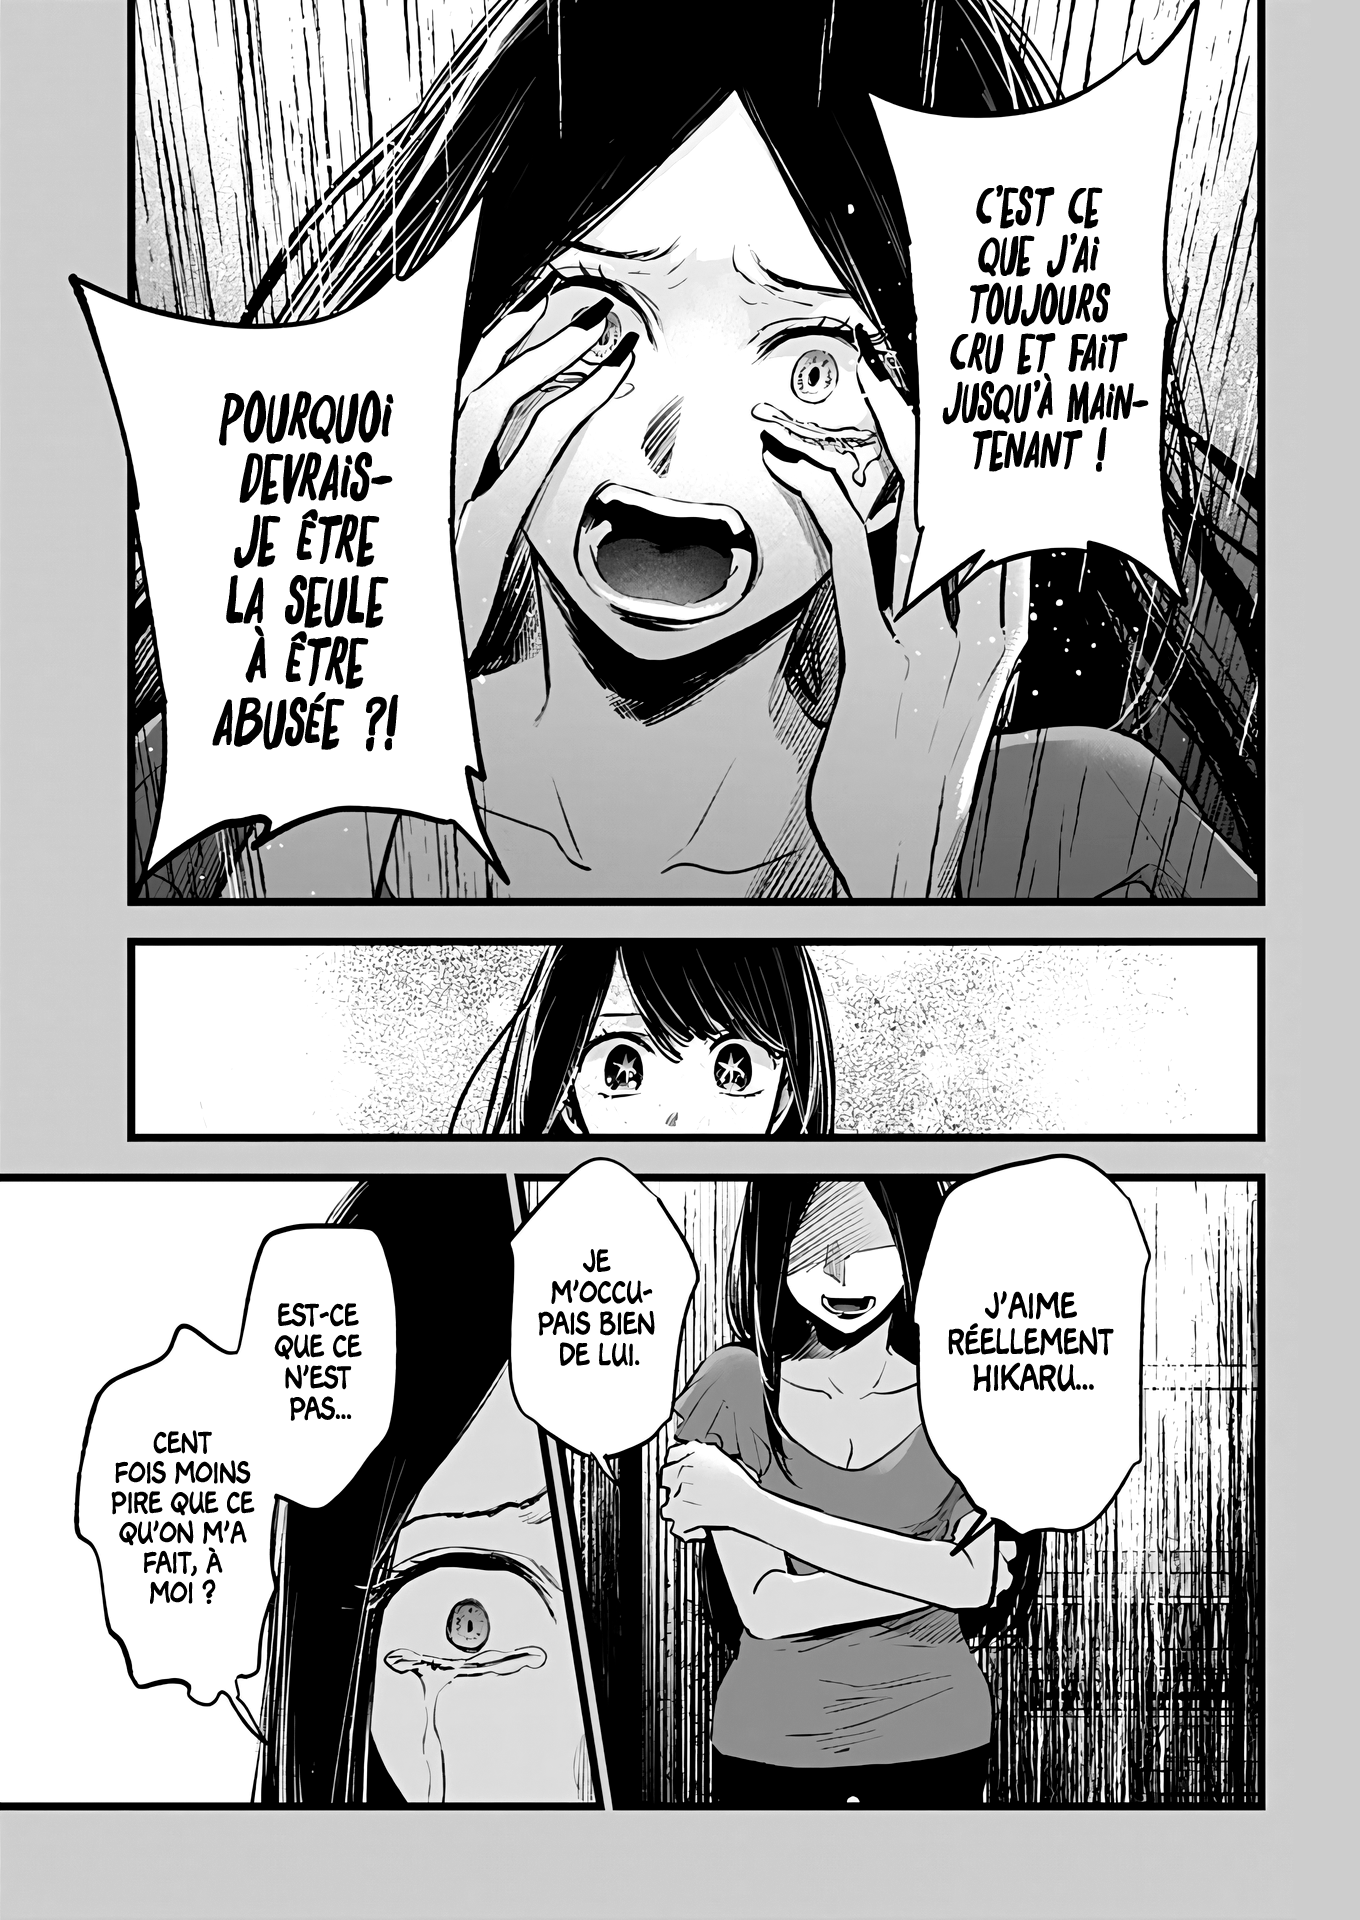 C'EST CE
QUE J'AI
TOUJOURS
CRU ET FAIT
JUSQU'À MAIN-
TENANT !
POURQUOI
DEVRAIS-
JE ÊTRE
LA SEULE
À ÊTRE
ABUSÉE ?!
J'AIME
RÉELLEMENT
HIKARU...
JE
M'OCCU-
PAIS BIEN
DE LUI.
EST-CE
QUE CE
N'EST
PAS...
CENT
FOIS MOINS
PIRE QUE CE
QU'ON M'A
FAIT, À
MOI ?